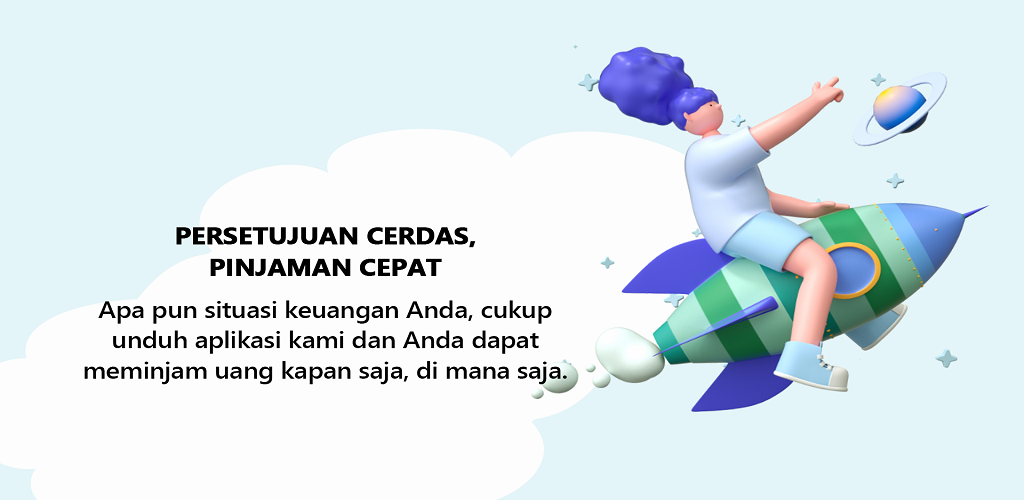 PERSETUJUAN CERDAS,
PINJAMAN CEPAT
Apa pun situasi keuangan Anda, cukup
unduh aplikasi kami dan Anda dapat
meminjam uang kapan saja, di mana saja.